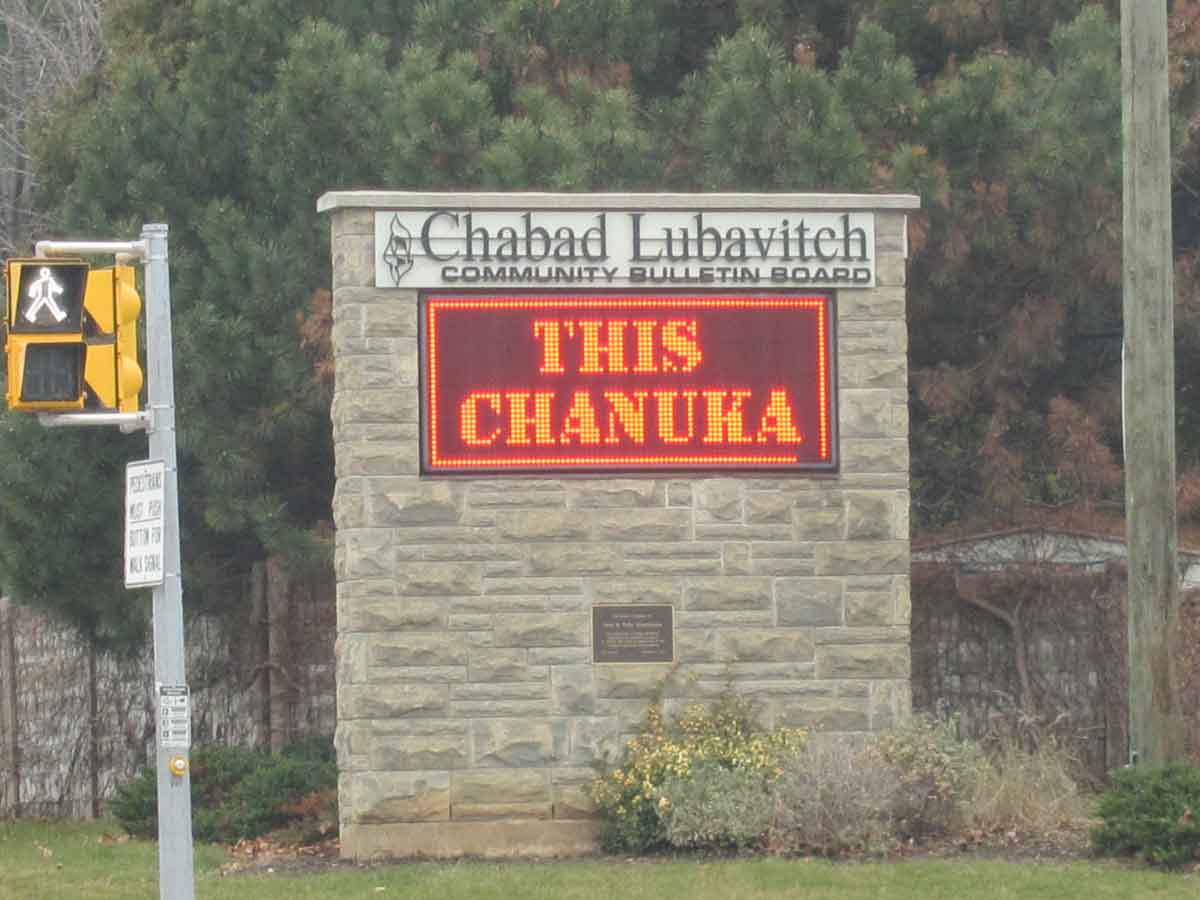 Chabad Lubavitch
COMMUNITY BULLETIN BOARD
THIS
CHANUKA
PEDESTRIANS
MUST PUSH
BUTTON FOR
WALK SIGNAL